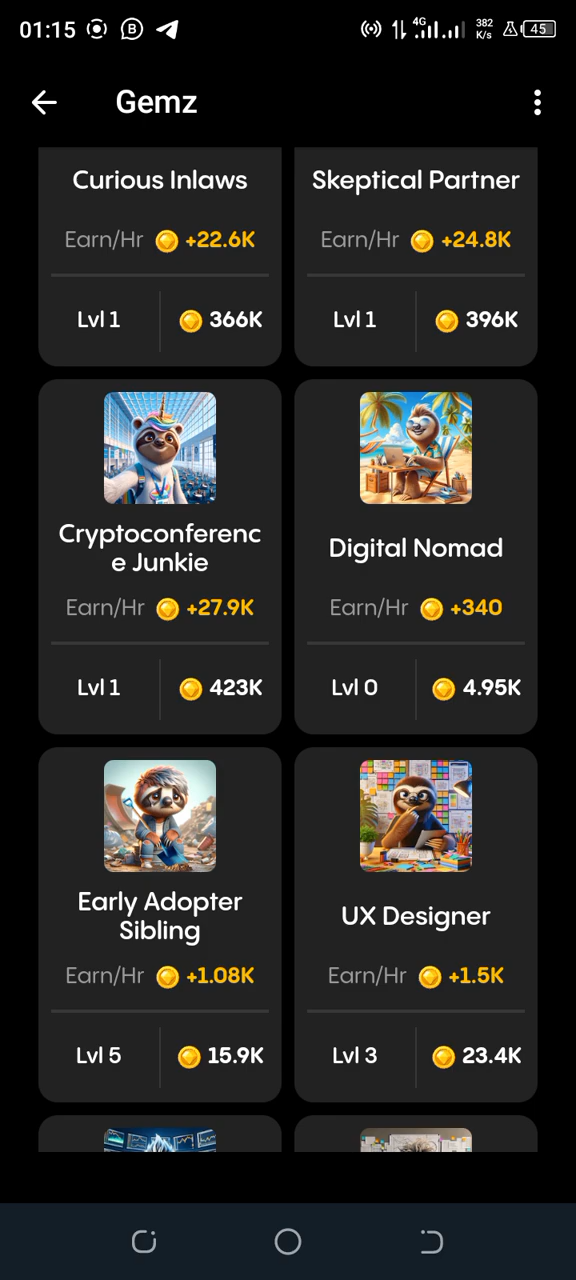 01:15 B 4G 382 K/s 45
Gemz
Curious Inlaws
Skeptical Partner
Earn/Hr +22.6K
Earn/Hr +24.8K
Lvl 1 366K
Lvl 1 396K
Cryptoconferenc
e Junkie
Digital Nomad
Earn/Hr +27.9K
Earn/Hr +340
Lvl 1 423K
Lvl 0 4.95K
Early Adopter
Sibling
UX Designer
Earn/Hr +1.08K
Earn/Hr +1.5K
Lvl 5 15.9K
Lvl 3 23.4K